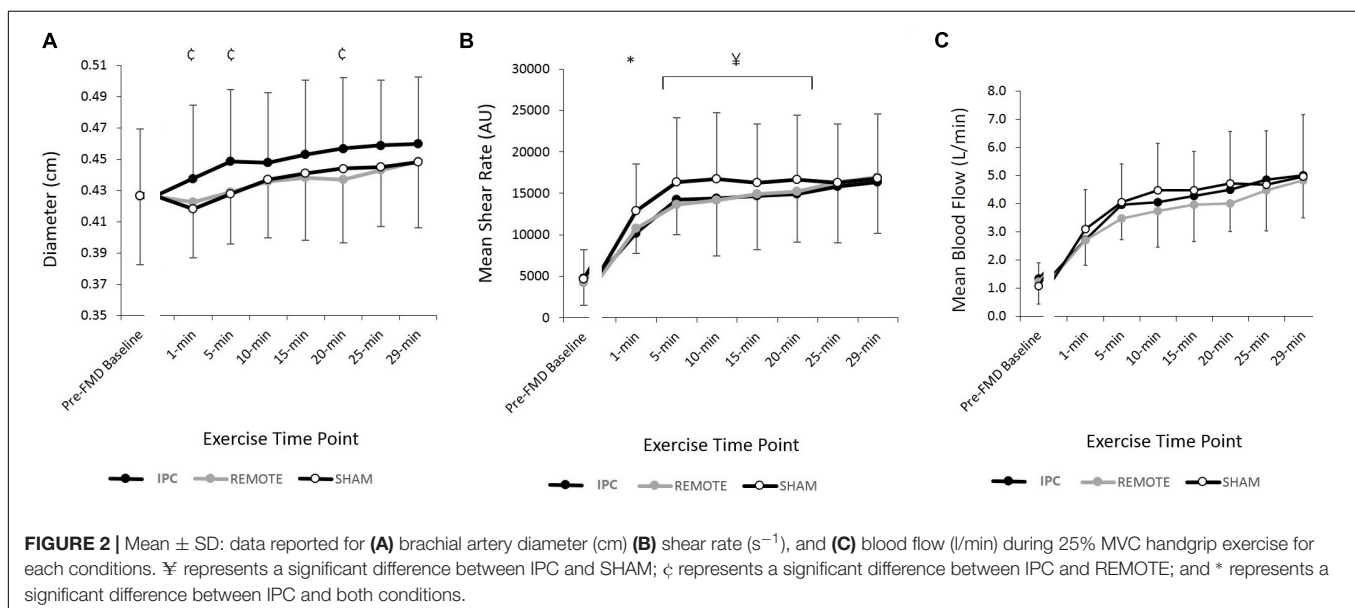 A
¢ ¢ ¢
0.51
0.49
0.47
0.45
0.43
0.41
0.39
0.37
0.35
Diameter (cm)
Pre-FMD Baseline
1-min
5-min
10-min
15-min
20-min
25-min
29-min
Exercise Time Point
IPC REMOTE SHAM
B
* ¥
30000
25000
20000
15000
10000
5000
0
Mean Shear Rate (AU)
Pre-FMD Baseline
1-min
5-min
10-min
15-min
20-min
25-min
29-min
Exercise Time Point
IPC REMOTE SHAM
C
8.0
7.0
6.0
5.0
4.0
3.0
2.0
1.0
0.0
Mean Blood Flow (L/min)
Pre-FMD Baseline
1-min
5-min
10-min
15-min
20-min
25-min
29-min
Exercise Time Point
IPC REMOTE SHAM
FIGURE 2 | Mean ± SD: data reported for (A) brachial artery diameter (cm) (B) shear rate (s−1), and (C) blood flow (l/min) during 25% MVC handgrip exercise for
each conditions. ¥ represents a significant difference between IPC and SHAM; ¢ represents a significant difference between IPC and REMOTE; and * represents a
significant difference between IPC and both conditions.